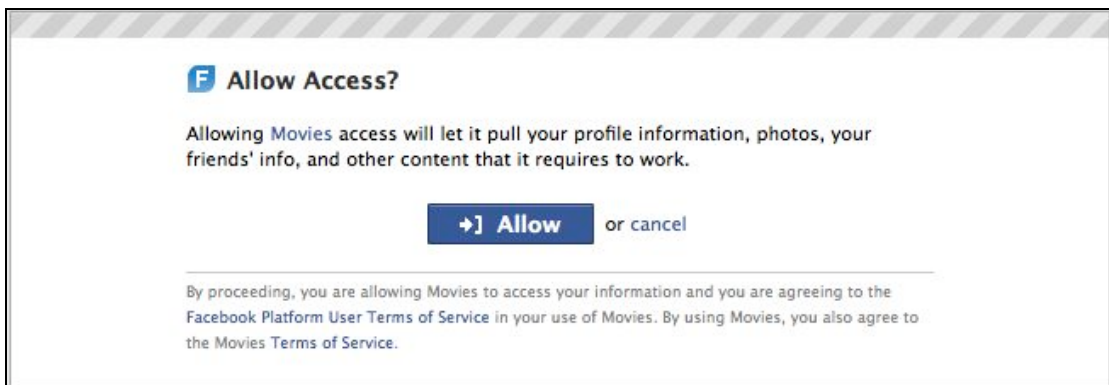 F Allow Access?
Allowing Movies access will let it pull your profile information, photos, your
friends' info, and other content that it requires to work.
Allow or cancel
By proceeding, you are allowing Movies to access your information and you are agreeing to the
Facebook Platform User Terms of Service in your use of Movies. By using Movies, you also agree to
the Movies Terms of Service.